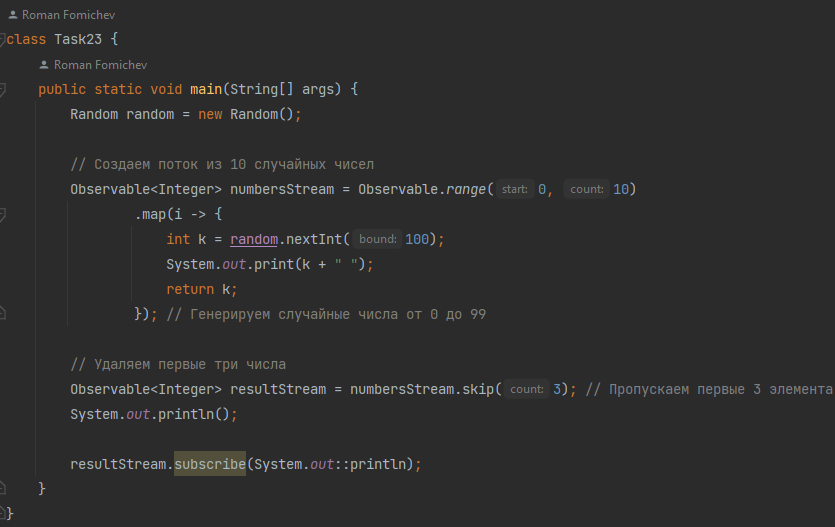 Roman Fomichev
class Task23 {
Roman Fomichev
public static void main(String[] args) {
Random random = new Random();
// Создаем поток из 10 случайных чисел
Observable<Integer> numbersStream = Observable.range( start: 0, count: 10)
.map(i -> {
int k = random.nextInt( bound: 100);
System.out.print(k + " ");
return k;
}); // Генерируем случайные числа от 0 до 99
// Удаляем первые три числа
Observable<Integer> resultStream = numbersStream.skip( count: 3); // Пропускаем первые 3 элемента
System.out.println();
resultStream.subscribe(System.out::println);
}
}